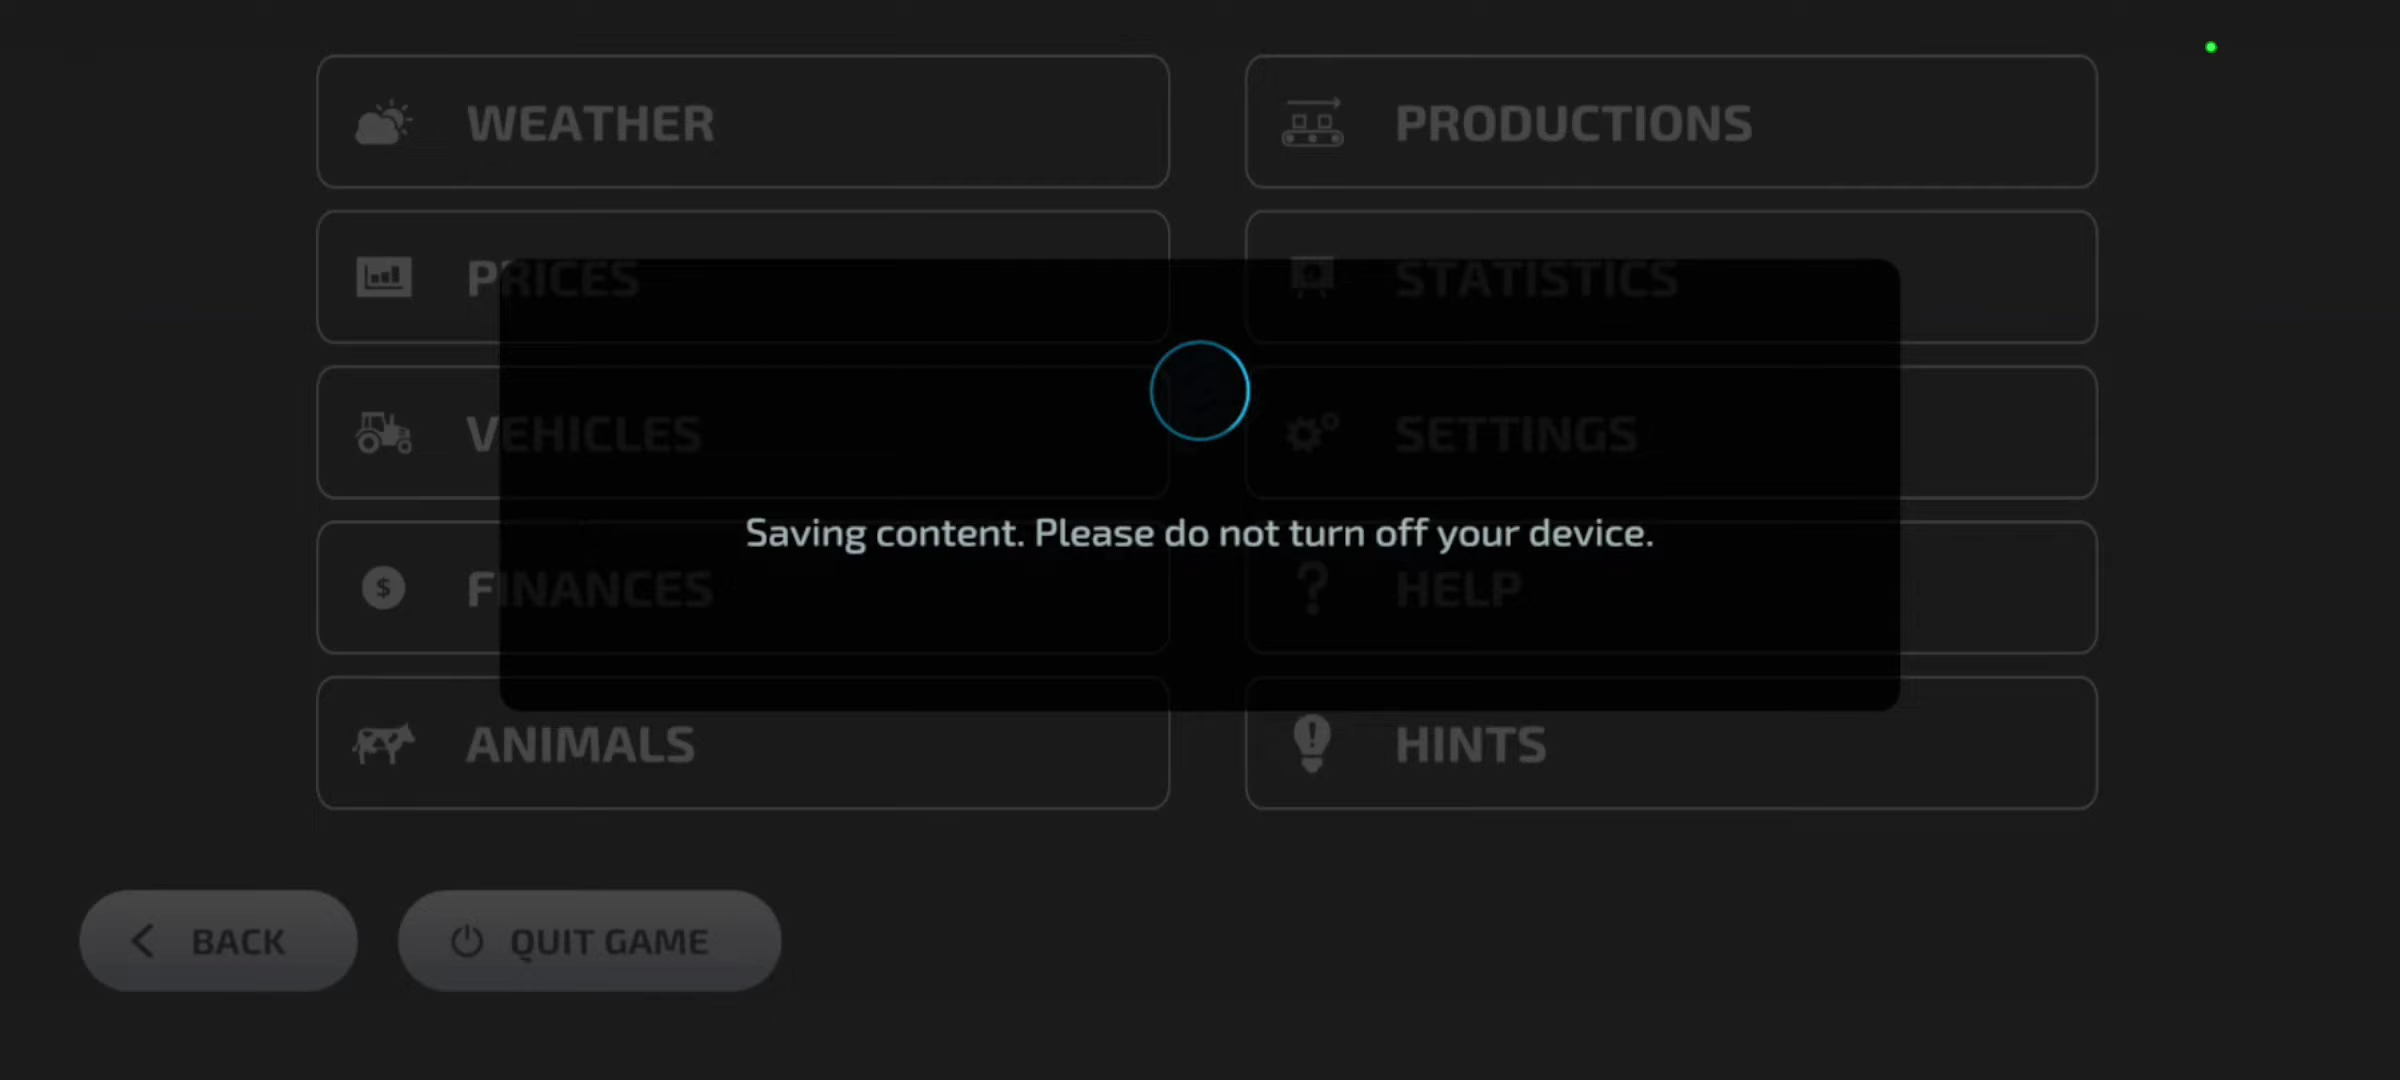 WEATHER
PRODUCTIONS
PRICES
STATISTICS
VEHICLES
SETTINGS
Saving content. Please do not turn off your device.
FINANCES
HELP
ANIMALS
HINTS
BACK
QUIT GAME